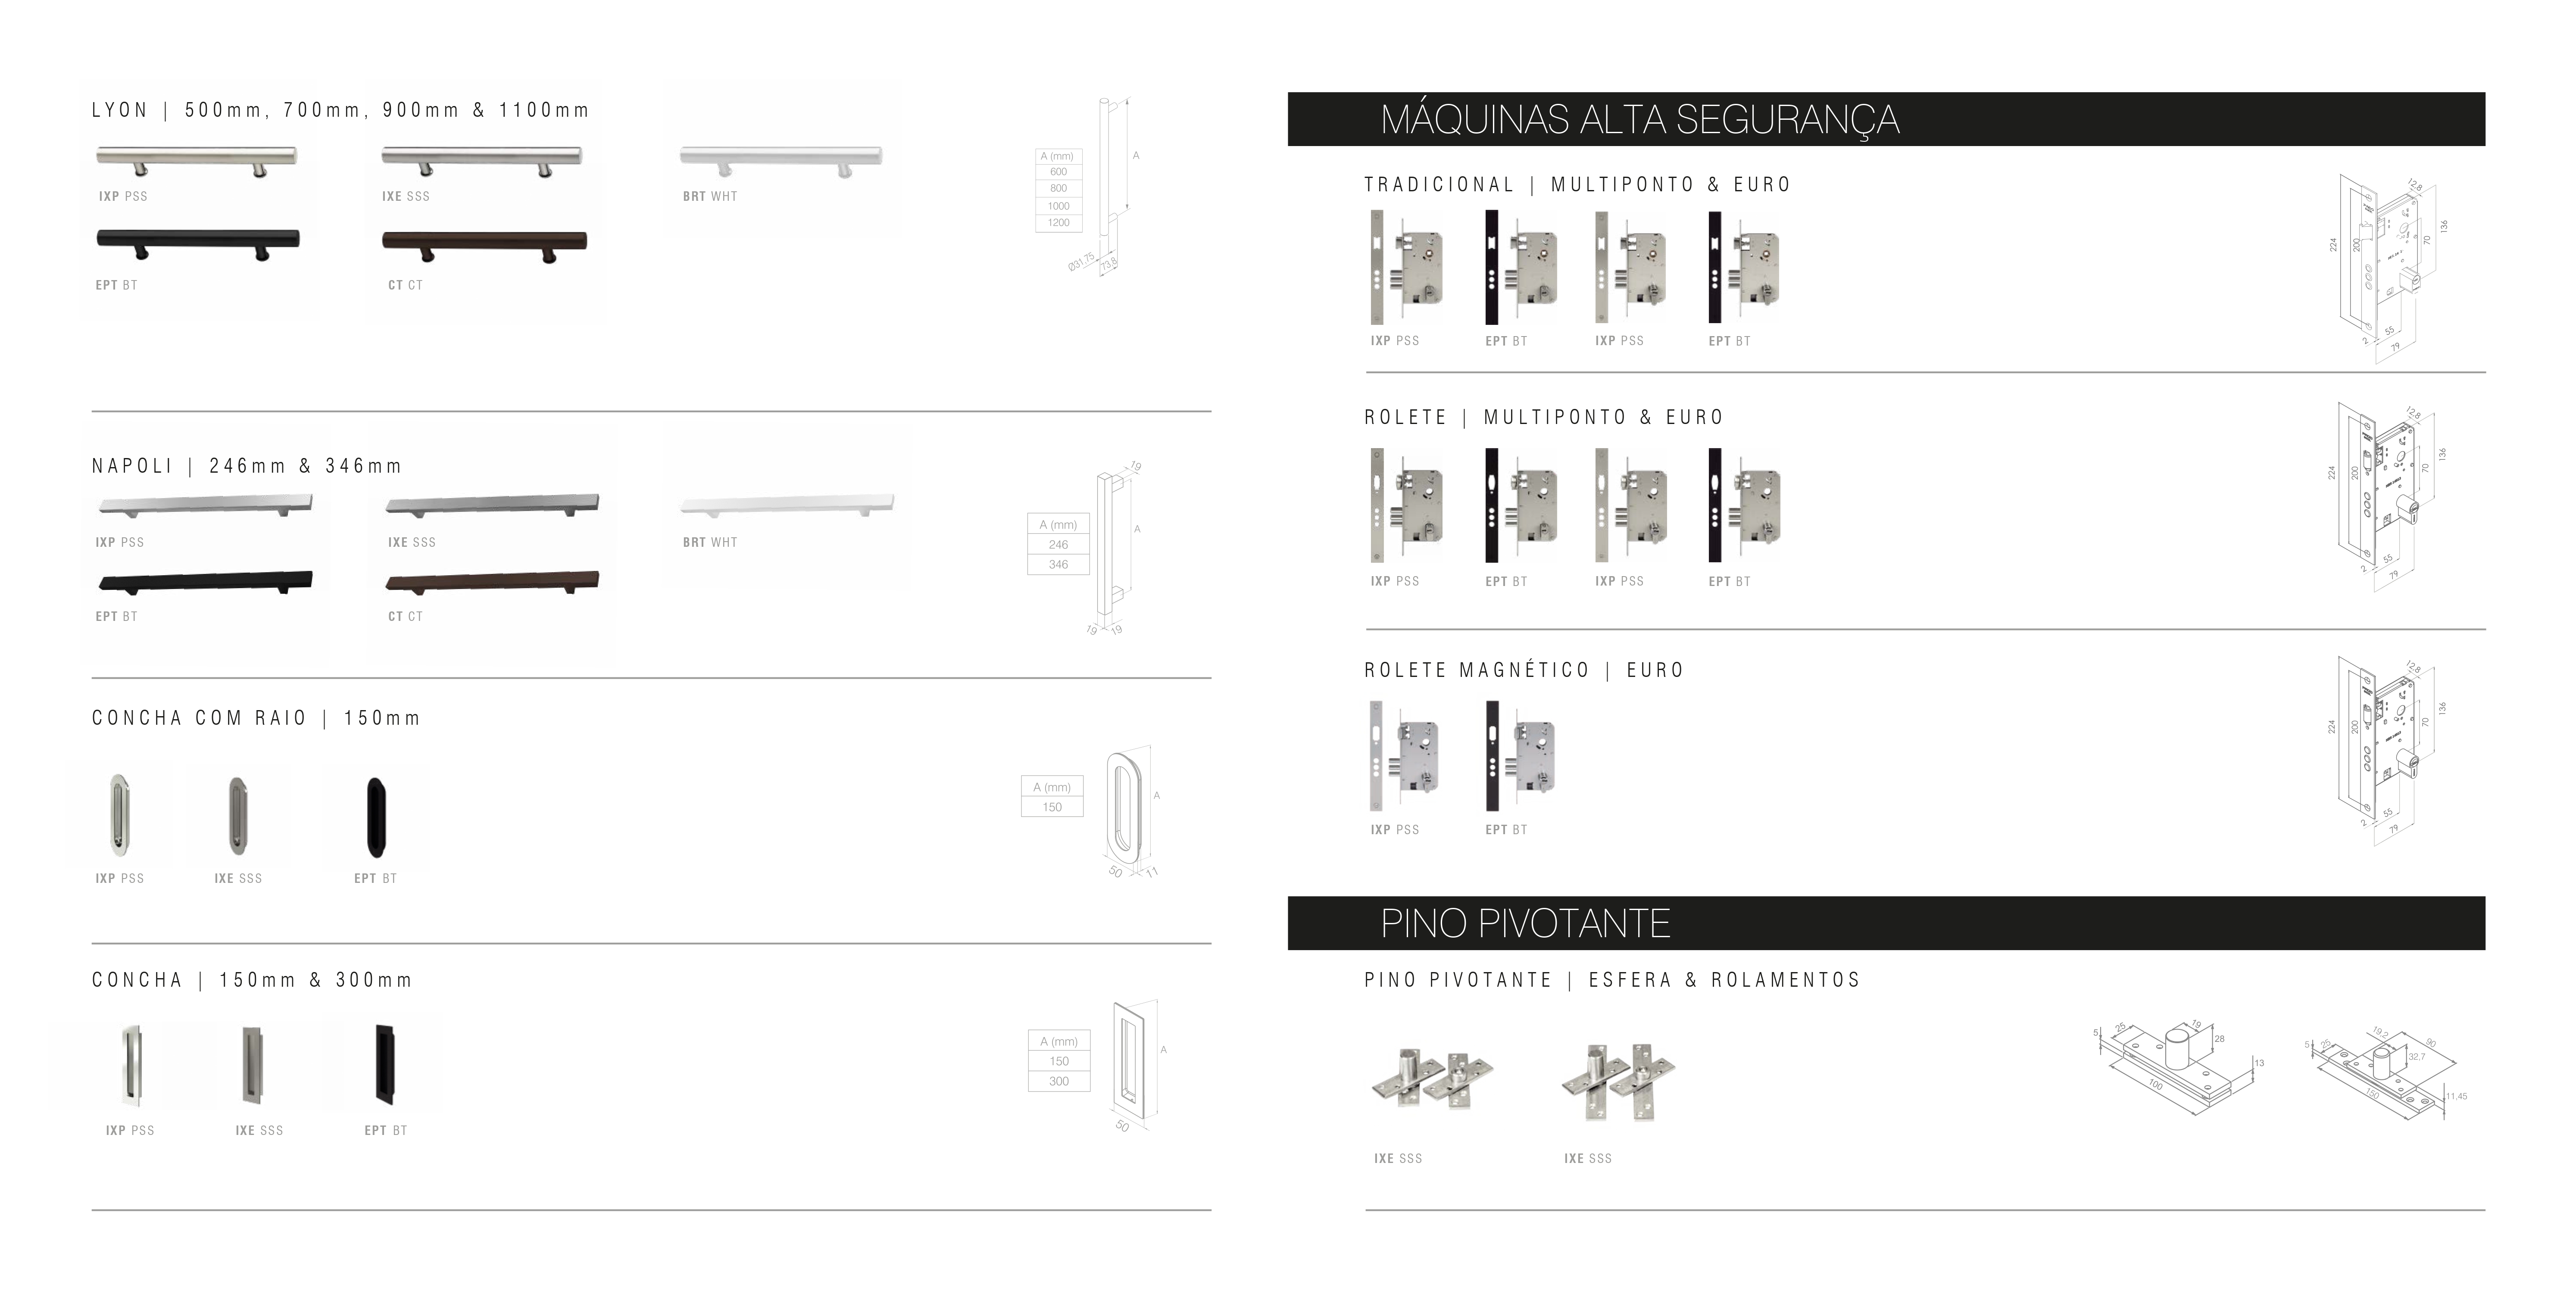 LYON | 500mm, 700mm, 900mm & 1100mm
IXP PSS
IXE SSS
BRT WHT
EPT BT
CT CT
A (mm)
600
800
1000
1200
A
Ø31,75
73,8
NAPOLI | 246mm & 346mm
IXP PSS
IXE SSS
BRT WHT
EPT BT
CT CT
A (mm)
246
346
19
A
19
19
CONCHA COM RAIO | 150mm
IXP PSS
IXE SSS
EPT BT
A (mm)
150
A
50
11
CONCHA | 150mm & 300mm
IXP PSS
IXE SSS
EPT BT
A (mm)
150
300
A
50
MÁQUINAS ALTA SEGURANÇA
TRADICIONAL | MULTIPONTO & EURO
IXP PSS
EPT BT
IXP PSS
EPT BT
12,8
136
70
224
200
55
2
79
ROLETE | MULTIPONTO & EURO
IXP PSS
EPT BT
IXP PSS
EPT BT
12,8
136
70
224
200
55
2
79
ROLETE MAGNÉTICO | EURO
IXP PSS
EPT BT
12,8
136
70
224
200
55
2
79
PINO PIVOTANTE
PINO PIVOTANTE | ESFERA & ROLAMENTOS
IXE SSS
IXE SSS
5
25
19
28
13
100
5
25
19,2
90
32,7
11,45
150